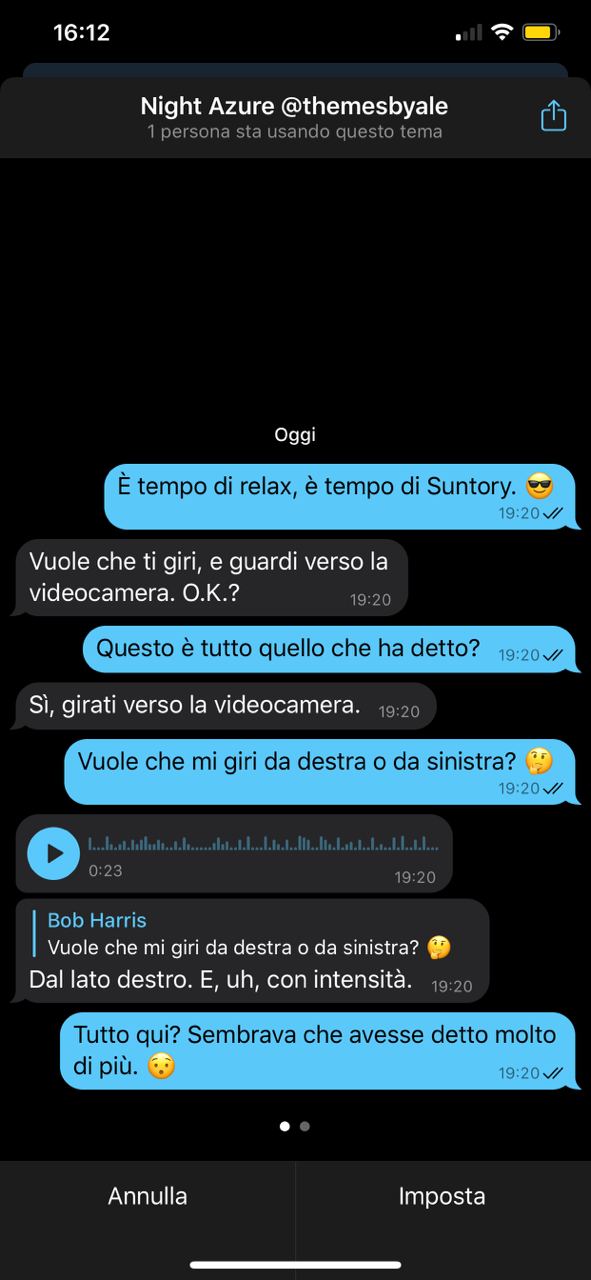 16:12
Night Azure @themesbyale
1 persona sta usando questo tema
Oggi
È tempo di relax, è tempo di Suntory. 😎
19:20
Vuole che ti giri, e guardi verso la
videocamera. O.K.?
19:20
Questo è tutto quello che ha detto? 19:20
Sì, girati verso la videocamera. 19:20
Vuole che mi giri da destra o da sinistra? 🤔
19:20
0:23 19:20
Bob Harris
Vuole che mi giri da destra o da sinistra? 🤔
Dal lato destro. E, uh, con intensità. 19:20
Tutto qui? Sembrava che avesse detto molto
di più. 😯 19:20
Annulla Imposta